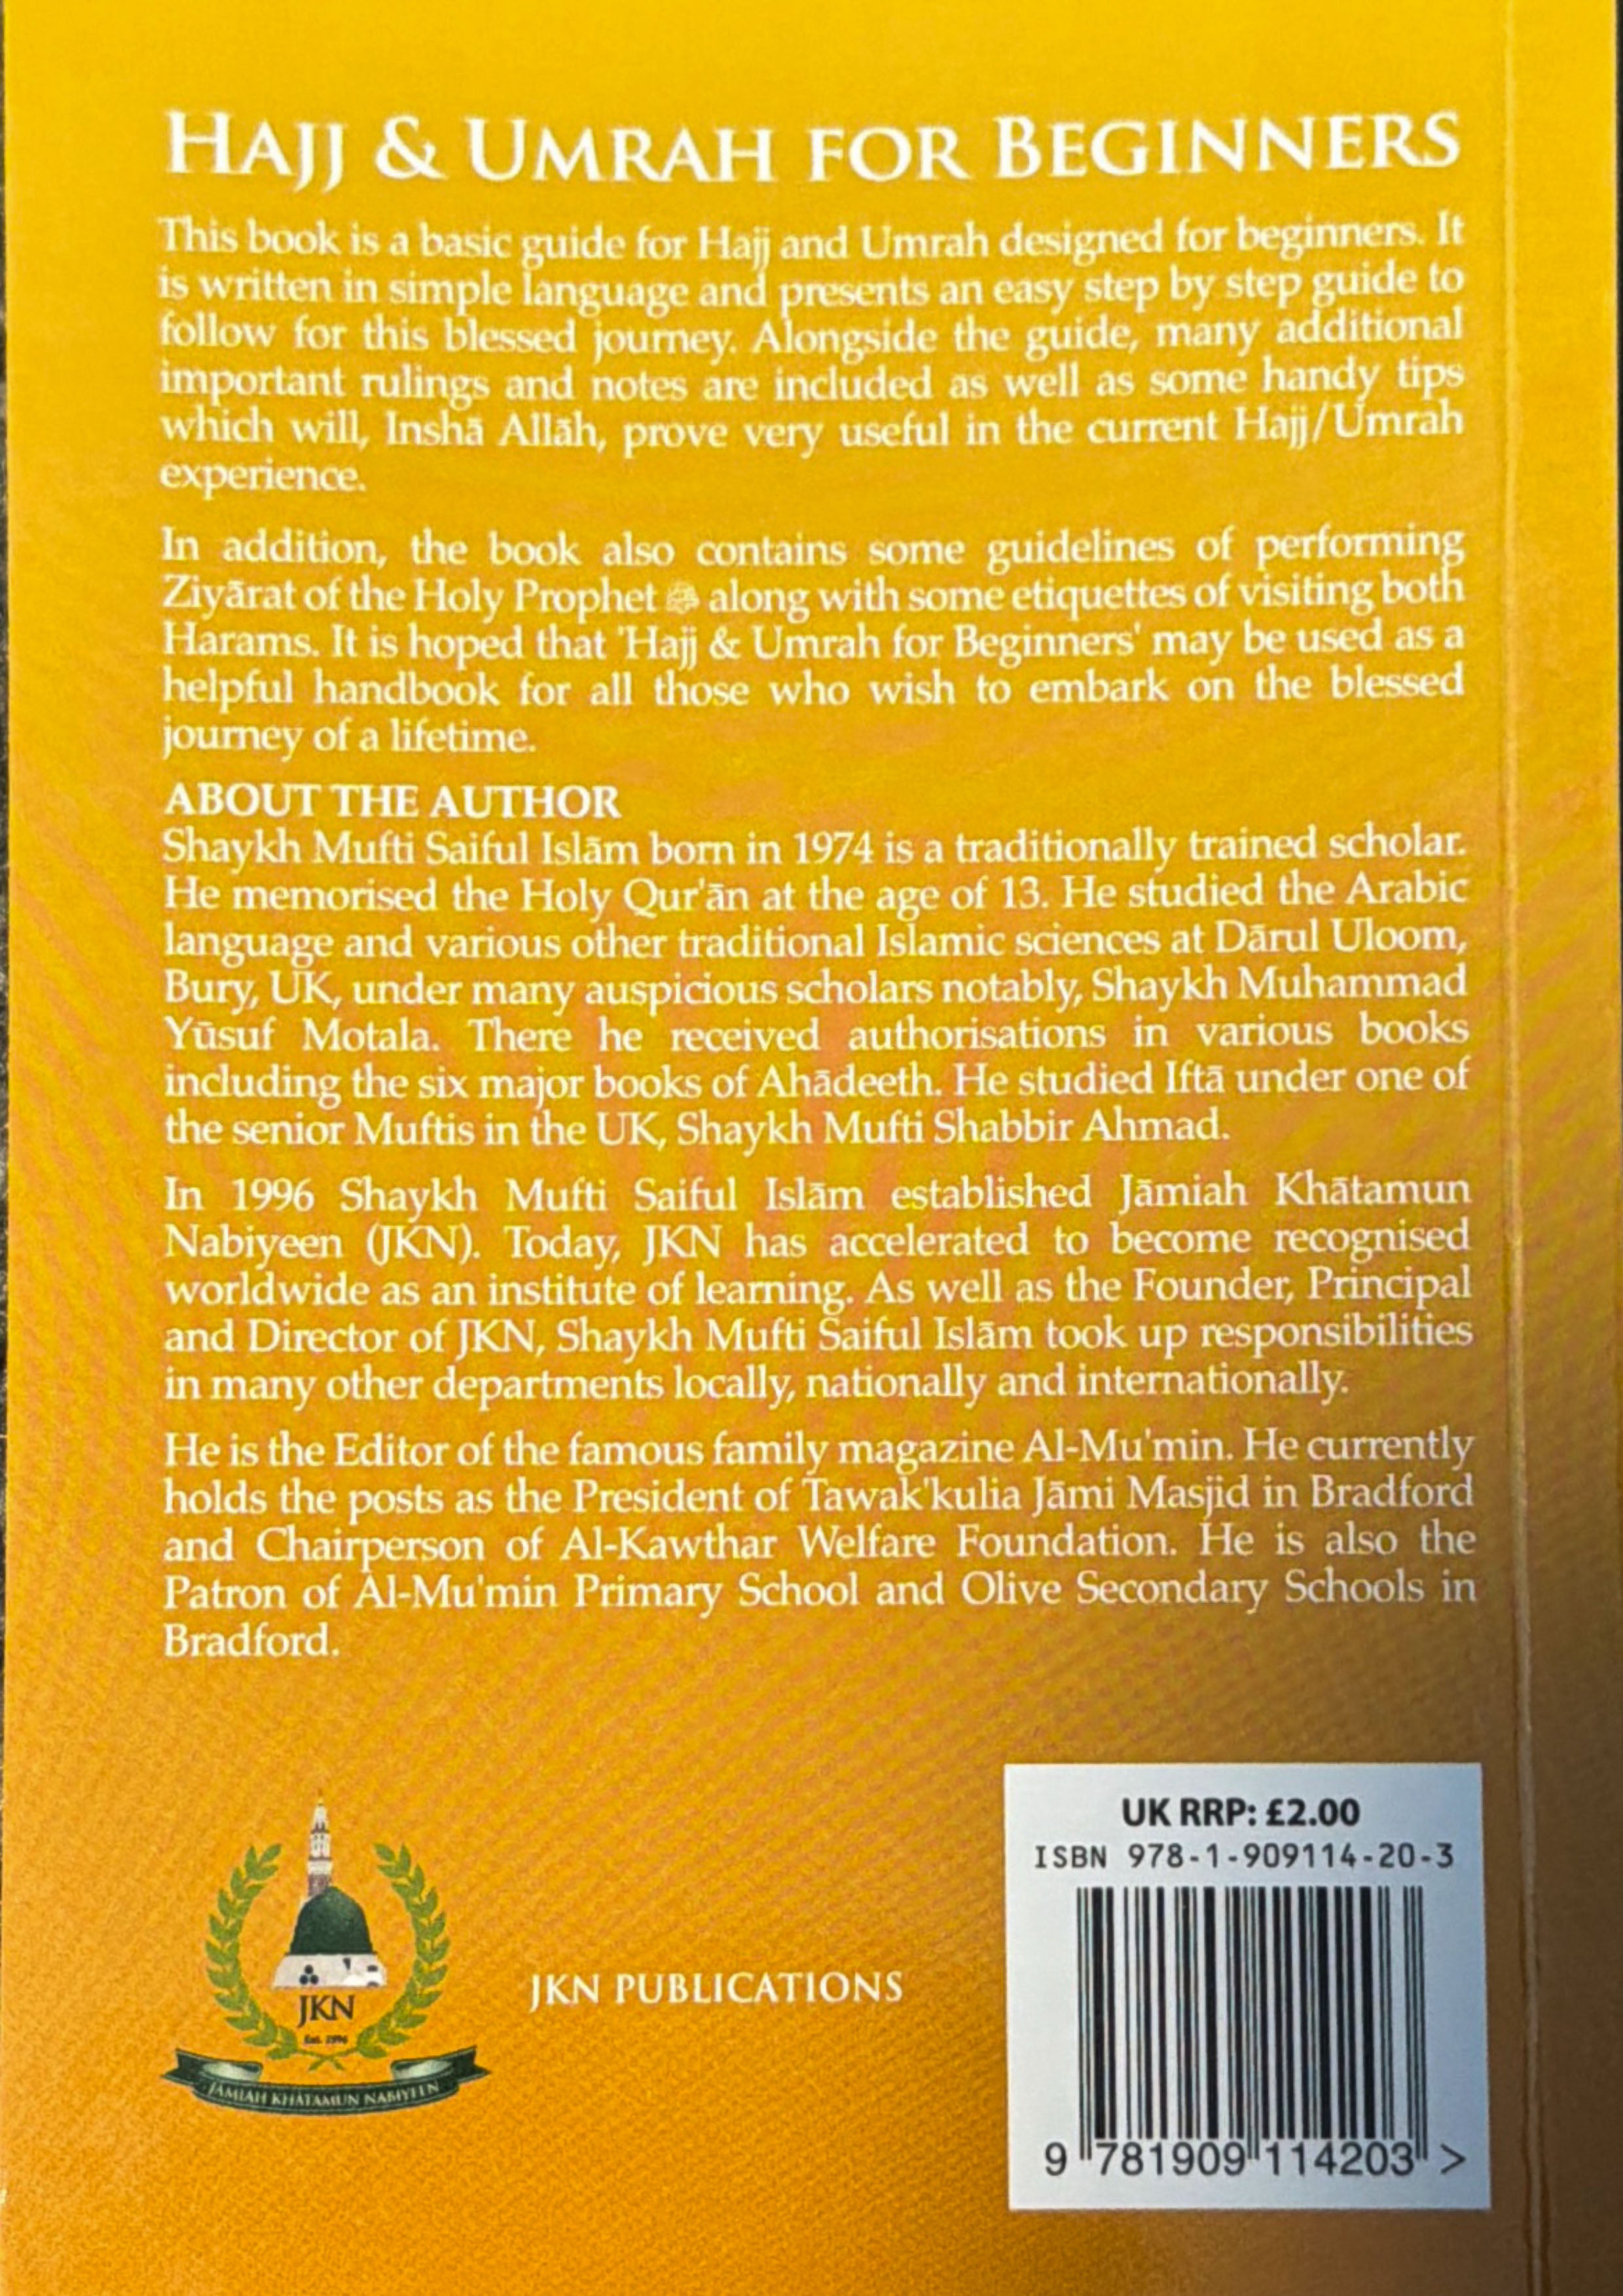 HAJJ & UMRAH FOR BEGINNERS
This book is a basic guide for Hajj and Umrah designed for beginners. It
is written in simple language and presents an easy step by step guide to
follow for this blessed journey. Alongside the guide, many additional
important rulings and notes are included as well as some handy tips
which will, Inshā Allāh, prove very useful in the current Hajj/Umrah
experience.
In addition, the book also contains some guidelines of performing
Ziyārat of the Holy Prophet ﷺ along with some etiquettes of visiting both
Harams. It is hoped that 'Hajj & Umrah for Beginners' may be used as a
helpful handbook for all those who wish to embark on the blessed
journey of a lifetime.
ABOUT THE AUTHOR
Shaykh Mufti Saiful Islām born in 1974 is a traditionally trained scholar.
He memorised the Holy Qur'ān at the age of 13. He studied the Arabic
language and various other traditional Islamic sciences at Dārul Uloom,
Bury, UK, under many auspicious scholars notably, Shaykh Muhammad
Yūsuf Motala. There he received authorisations in various books
including the six major books of Ahādeeth. He studied Iftā under one of
the senior Muftis in the UK, Shaykh Mufti Shabbir Ahmad.
In 1996 Shaykh Mufti Saiful Islām established Jāmiah Khātamun
Nabiyeen (JKN). Today, JKN has accelerated to become recognised
worldwide as an institute of learning. As well as the Founder, Principal
and Director of JKN, Shaykh Mufti Saiful Islām took up responsibilities
in many other departments locally, nationally and internationally.
He is the Editor of the famous family magazine Al-Mu'min. He currently
holds the posts as the President of Tawak'kulia Jāmi Masjid in Bradford
and Chairperson of Al-Kawthar Welfare Foundation. He is also the
Patron of Al-Mu'min Primary School and Olive Secondary Schools in
Bradford.
JKN
Est. 1996
JĀMIAH KHĀTAMUN NABIYEEN
JKN PUBLICATIONS
UK RRP: £2.00
ISBN 978-1-909114-20-3
9 781909 114203 >